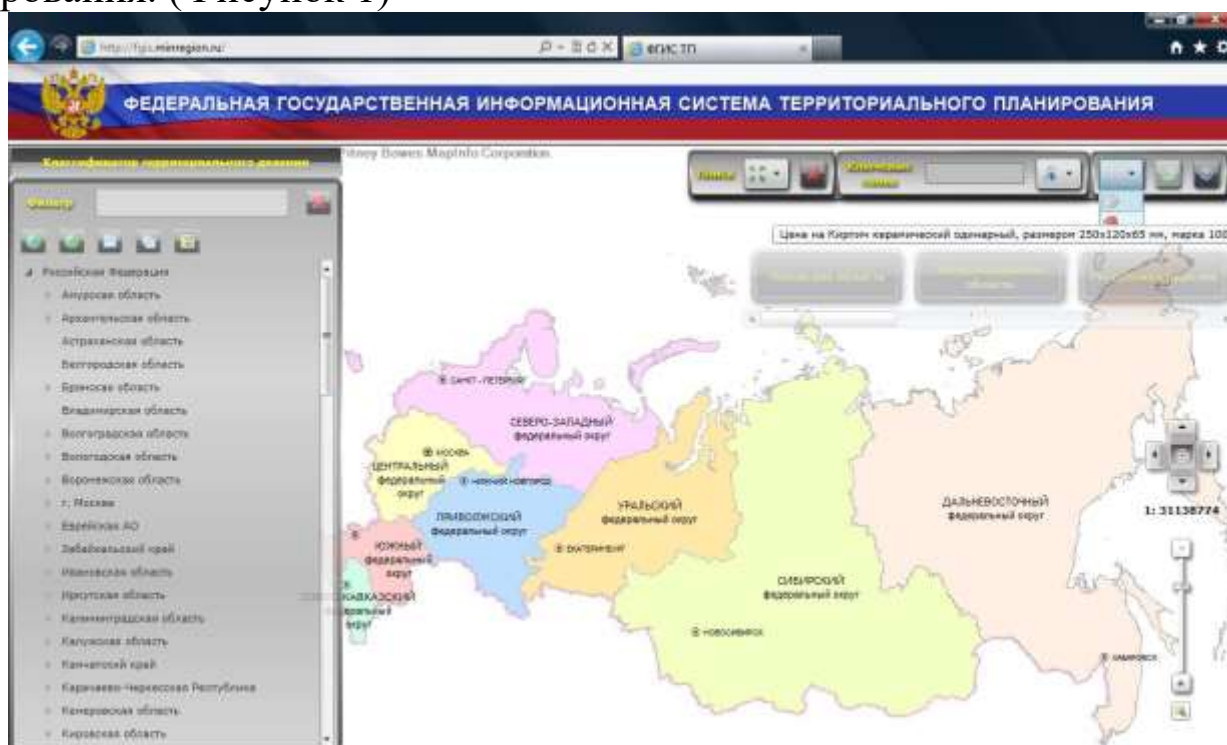 рования. ( Рисунок 1)
http://fgis.minregion.ru/
ФГИС ТП
ФЕДЕРАЛЬНАЯ ГОСУДАРСТВЕННАЯ ИНФОРМАЦИОННАЯ СИСТЕМА ТЕРРИТОРИАЛЬНОГО ПЛАНИРОВАНИЯ
Классификатор территориального деления
Pitney Bowes MapInfo Corporation.
Фильтр
Цена на Кирпич керамический одинарный, размером 250х120х65 мм, марка 100
Российская Федерация
Амурская область
Архангельская область
Астраханская область
Белгородская область
Брянская область
Владимирская область
Волгоградская область
Вологодская область
Воронежская область
г. Москва
Еврейская АО
Забайкальский край
Ивановская область
Иркутская область
Калининградская область
Калужская область
Камчатский край
Карачаево-Черкесская Республика
Кемеровская область
Кировская область
САНКТ-ПЕТЕРБУРГ
СЕВЕРО-ЗАПАДНЫЙ
федеральный округ
МОСКВА
ЦЕНТРАЛЬНЫЙ
федеральный
округ
НИЖНИЙ НОВГОРОД
ПРИВОЛЖСКИЙ
федеральный округ
УРАЛЬСКИЙ
федеральный округ
ЕКАТЕРИНБУРГ
ЮЖНЫЙ
федеральный
округ
КАВКАЗСКИЙ
федеральный
округ
СИБИРСКИЙ
федеральный округ
НОВОСИБИРСК
ДАЛЬНЕВОСТОЧНЫЙ
федеральный округ
ХАБАРОВСК
1: 31138774